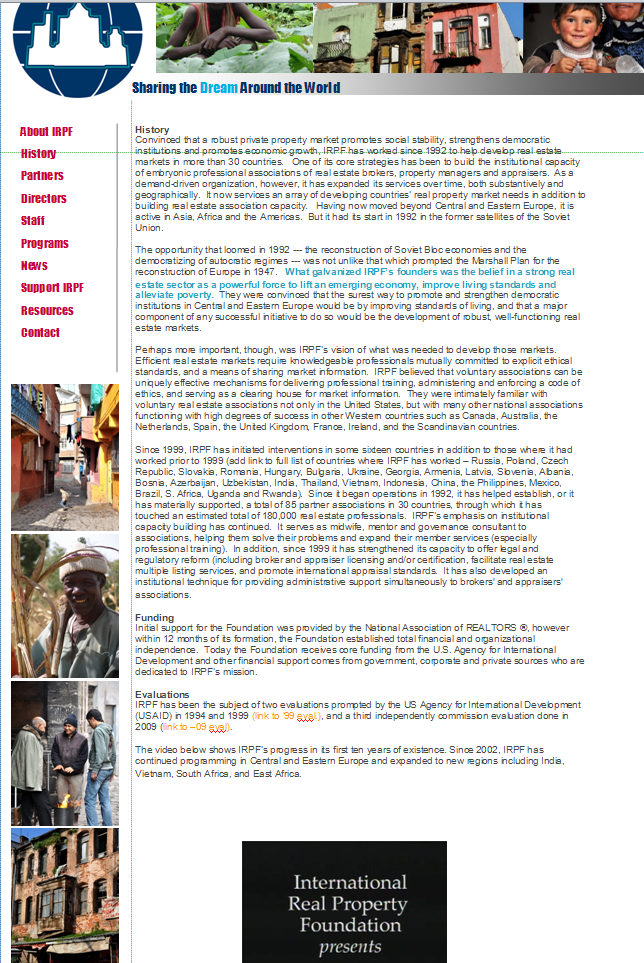 Sharing the Dream Around the World
About IRPF
History
Partners
Directors
Staff
Programs
News
Support IRPF
Resources
Contact
History
Convinced that a robust private property market promotes social stability, strengthens democratic
institutions and promotes economic growth, IRPF has worked since 1992 to help develop real estate
markets in more than 30 countries.   One of its core strategies has been to build the institutional capacity
of embryonic professional associations of real estate brokers, property managers and appraisers.  As a
demand-driven organization, however, it has expanded its services over time, both substantively and
geographically.  It now services an array of developing countries' real property market needs in addition to
building real estate association capacity.   Having now moved beyond Central and Eastern Europe, it is
active in Asia, Africa and the Americas.  But it had its start in 1992 in the former satellites of the Soviet
Union.
The opportunity that loomed in 1992 --- the reconstruction of Soviet Bloc economies and the
democratizing of autocratic regimes --- was not unlike that which prompted the Marshall Plan for the
reconstruction of Europe in 1947.   What galvanized IRPF's founders was the belief in a strong real
estate sector as a powerful force to lift an emerging economy, improve living standards and
alleviate poverty.  They were convinced that the surest way to promote and strengthen democratic
institutions in Central and Eastern Europe would be by improving standards of living, and that a major
component of any successful initiative to do so would be the development of robust, well-functioning real
estate markets.
Perhaps more important, though, was IRPF's vision of what was needed to develop those markets.
Efficient real estate markets require knowledgeable professionals mutually committed to explicit ethical
standards, and a means of sharing market information.  IRPF believed that voluntary associations can be
uniquely effective mechanisms for delivering professional training, administering and enforcing a code of
ethics, and serving as a clearing house for market information.  They were intimately familiar with
voluntary real estate associations not only in the United States, but with many other national associations
functioning with high degrees of success in other Western countries such as Canada, Australia, the
Netherlands, Spain, the United Kingdom, France, Ireland, and the Scandinavian countries.
Since 1999, IRPF has initiated interventions in some sixteen countries in addition to those where it had
worked prior to 1999 (add link to full list of countries where IRPF has worked – Russia, Poland, Czech
Republic, Slovakia, Romania, Hungary, Bulgaria, Ukraine, Georgia, Armenia, Latvia, Slovenia, Albania,
Bosnia, Azerbaijan, Uzbekistan, India, Thailand, Vietnam, Indonesia, China, the Philippines, Mexico,
Brazil, S. Africa, Uganda and Rwanda).  Since it began operations in 1992, it has helped establish, or it
has materially supported, a total of 85 partner associations in 30 countries, through which it has
touched an estimated total of 180,000 real estate professionals.  IRPF's emphasis on institutional
capacity building has continued.  It serves as midwife, mentor and governance consultant to
associations, helping them solve their problems and expand their member services (especially
professional training).  In addition, since 1999 it has strengthened its capacity to offer legal and
regulatory reform (including broker and appraiser licensing and/or certification, facilitate real estate
multiple listing services, and promote international appraisal standards.  It has also developed an
institutional technique for providing administrative support simultaneously to brokers' and appraisers'
associations.
Funding
Initial support for the Foundation was provided by the National Association of REALTORS ®, however
within 12 months of its formation, the Foundation established total financial and organizational
independence.  Today the Foundation receives core funding from the U.S. Agency for International
Development and other financial support comes from government, corporate and private sources who are
dedicated to IRPF's mission.
Evaluations
IRPF has been the subject of two evaluations prompted by the US Agency for International Development
(USAID) in 1994 and 1999 (link to '99 eval), and a third independently commission evaluation done in
2009 (link to –09 eval).
The video below shows IRPF's progress in its first ten years of existence. Since 2002, IRPF has
continued programming in Central and Eastern Europe and expanded to new regions including India,
Vietnam, South Africa, and East Africa.
International
Real Property
Foundation
presents